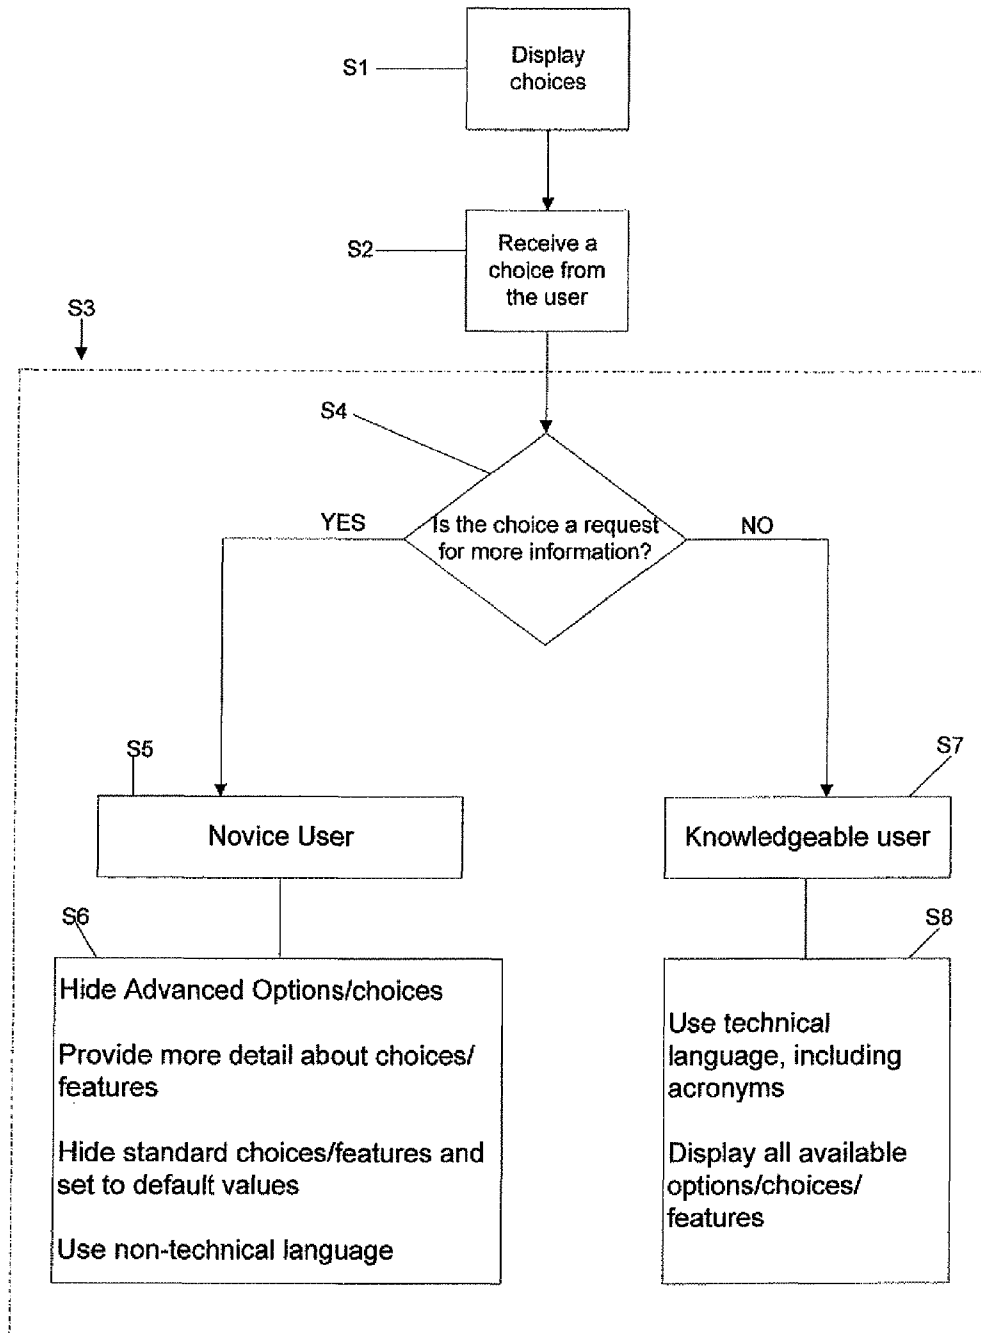 Display
choices
S1
Receive a
choice from
the user
S2
S3
S4
Is the choice a request
for more information?
YES
NO
S5
Novice User
S7
Knowledgeable user
S6
Hide Advanced Options/choices
Provide more detail about choices/
features
Hide standard choices/features and
set to default values
Use non-technical language
S8
Use technical
language, including
acronyms
Display all available
options/choices/
features